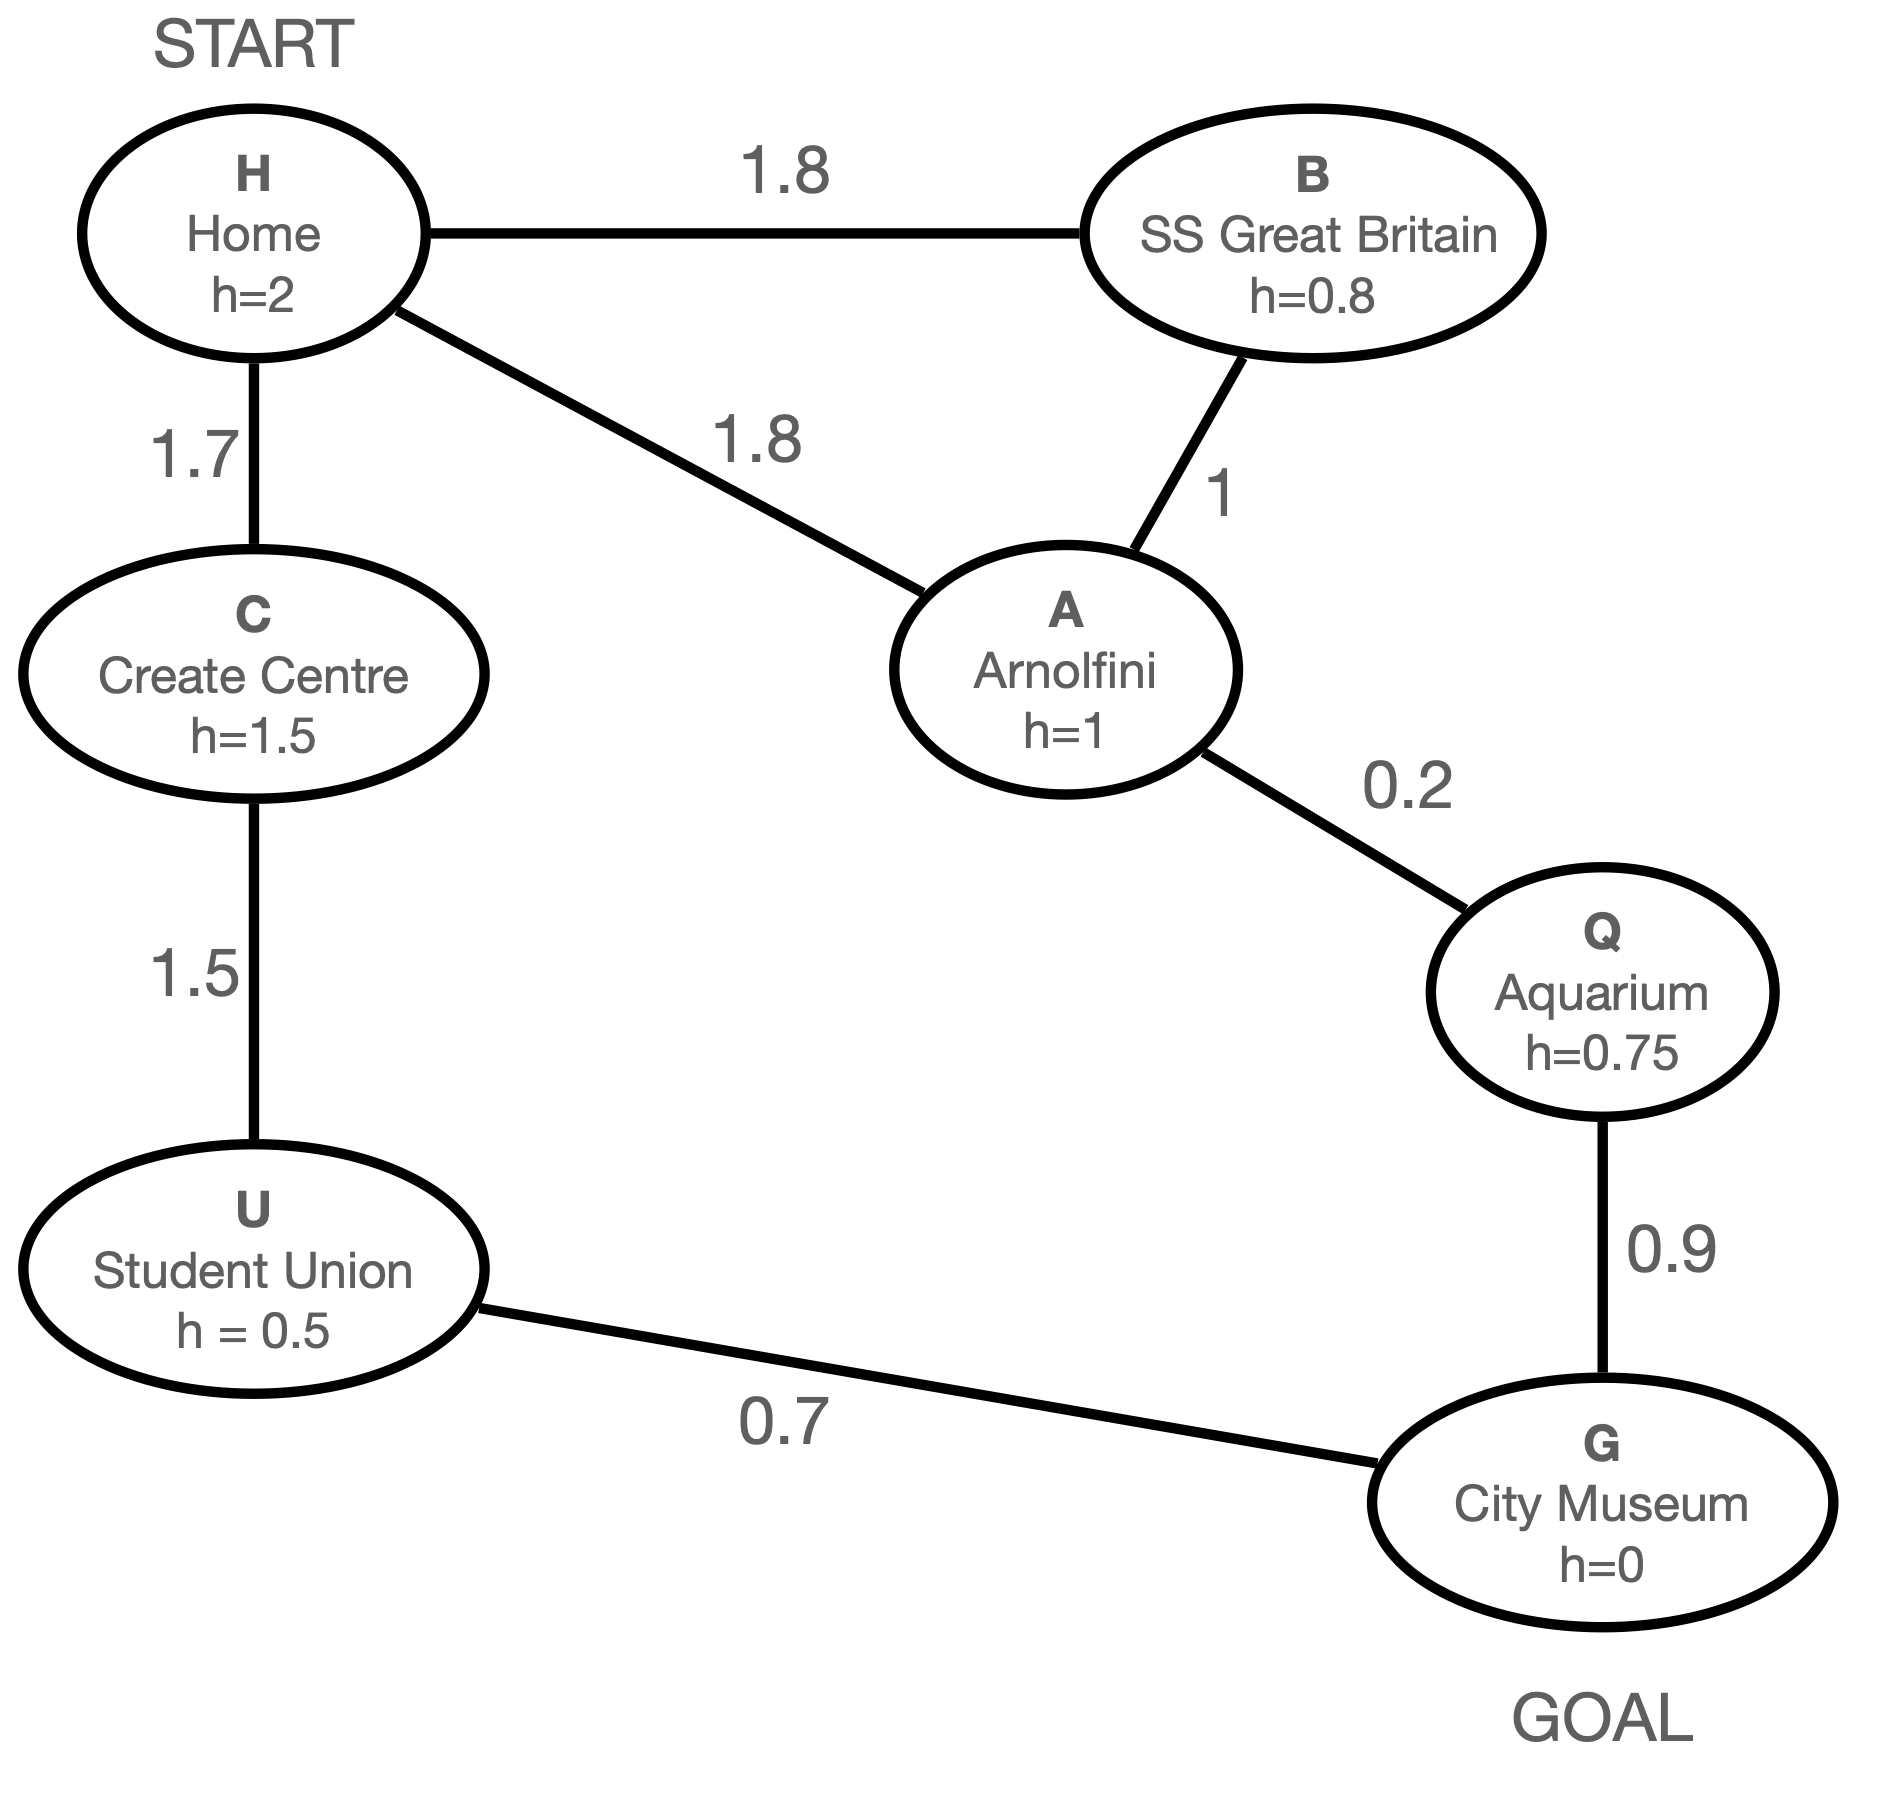 START
H
Home
h=2
1.8
B
SS Great Britain
h=0.8
1.7
1.8
1
C
Create Centre
h=1.5
A
Arnolfini
h=1
0.2
1.5
Q
Aquarium
h=0.75
U
Student Union
h = 0.5
0.9
0.7
G
City Museum
h=0
GOAL